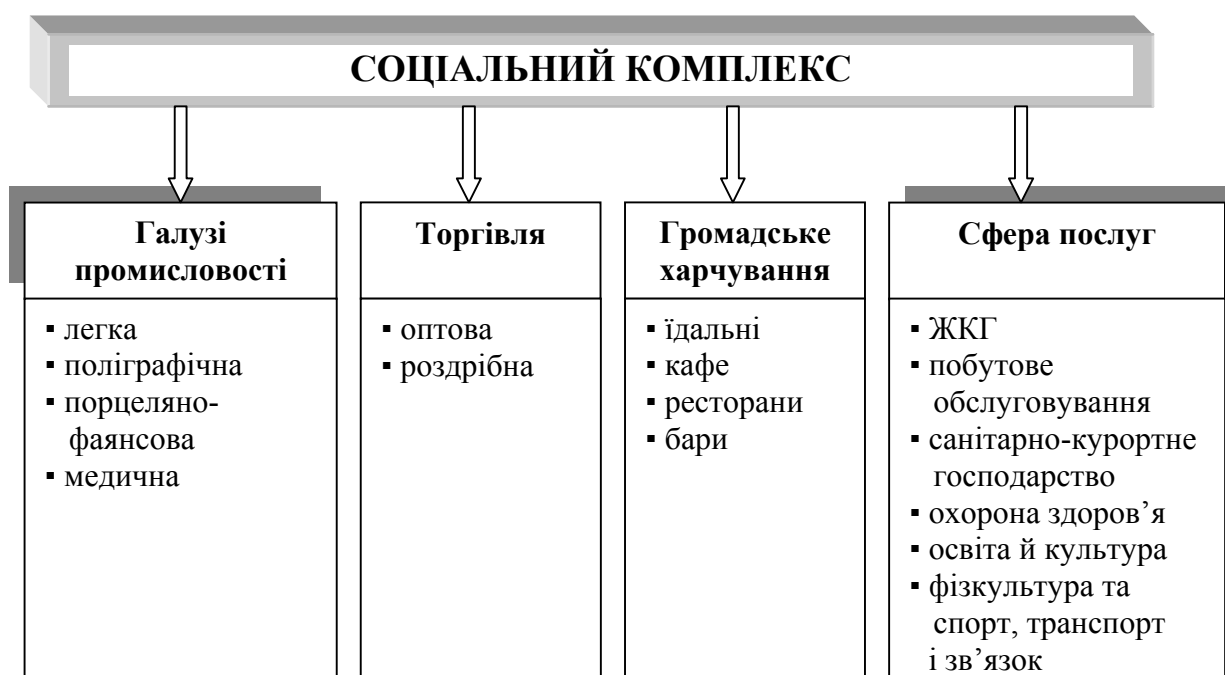 СОЦІАЛЬНИЙ КОМПЛЕКС
Галузі
промисловості
▪ легка
▪ поліграфічна
▪ порцеляно-
фаянсова
▪ медична
Торгівля
▪ оптова
▪ роздрібна
Громадське
харчування
▪ їдальні
▪ кафе
▪ ресторани
▪ бари
Сфера послуг
▪ ЖКГ
▪ побутове
обслуговування
▪ санітарно-курортне
господарство
▪ охорона здоров’я
▪ освіта й культура
▪ фізкультура та
спорт, транспорт
і зв’язок